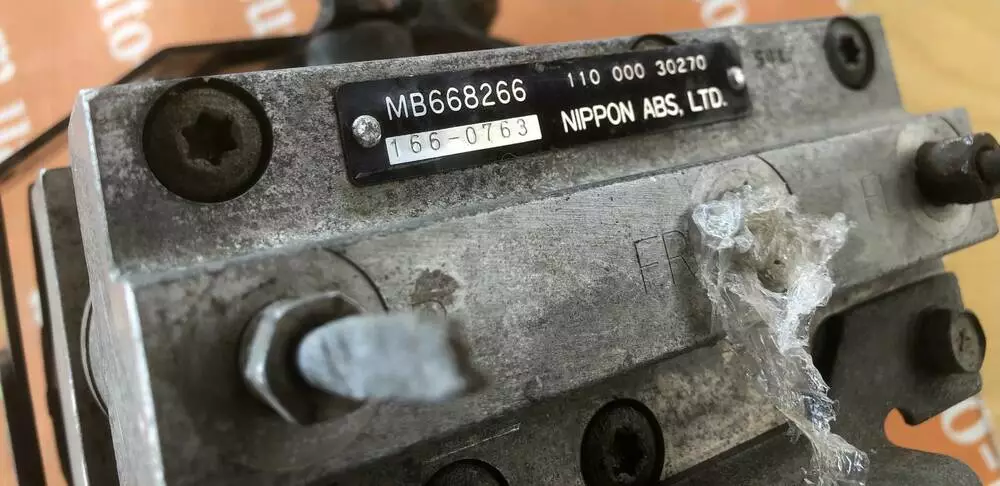 MB668266 110 000 30270
166-0763 NIPPON ABS, LTD.
FR
H